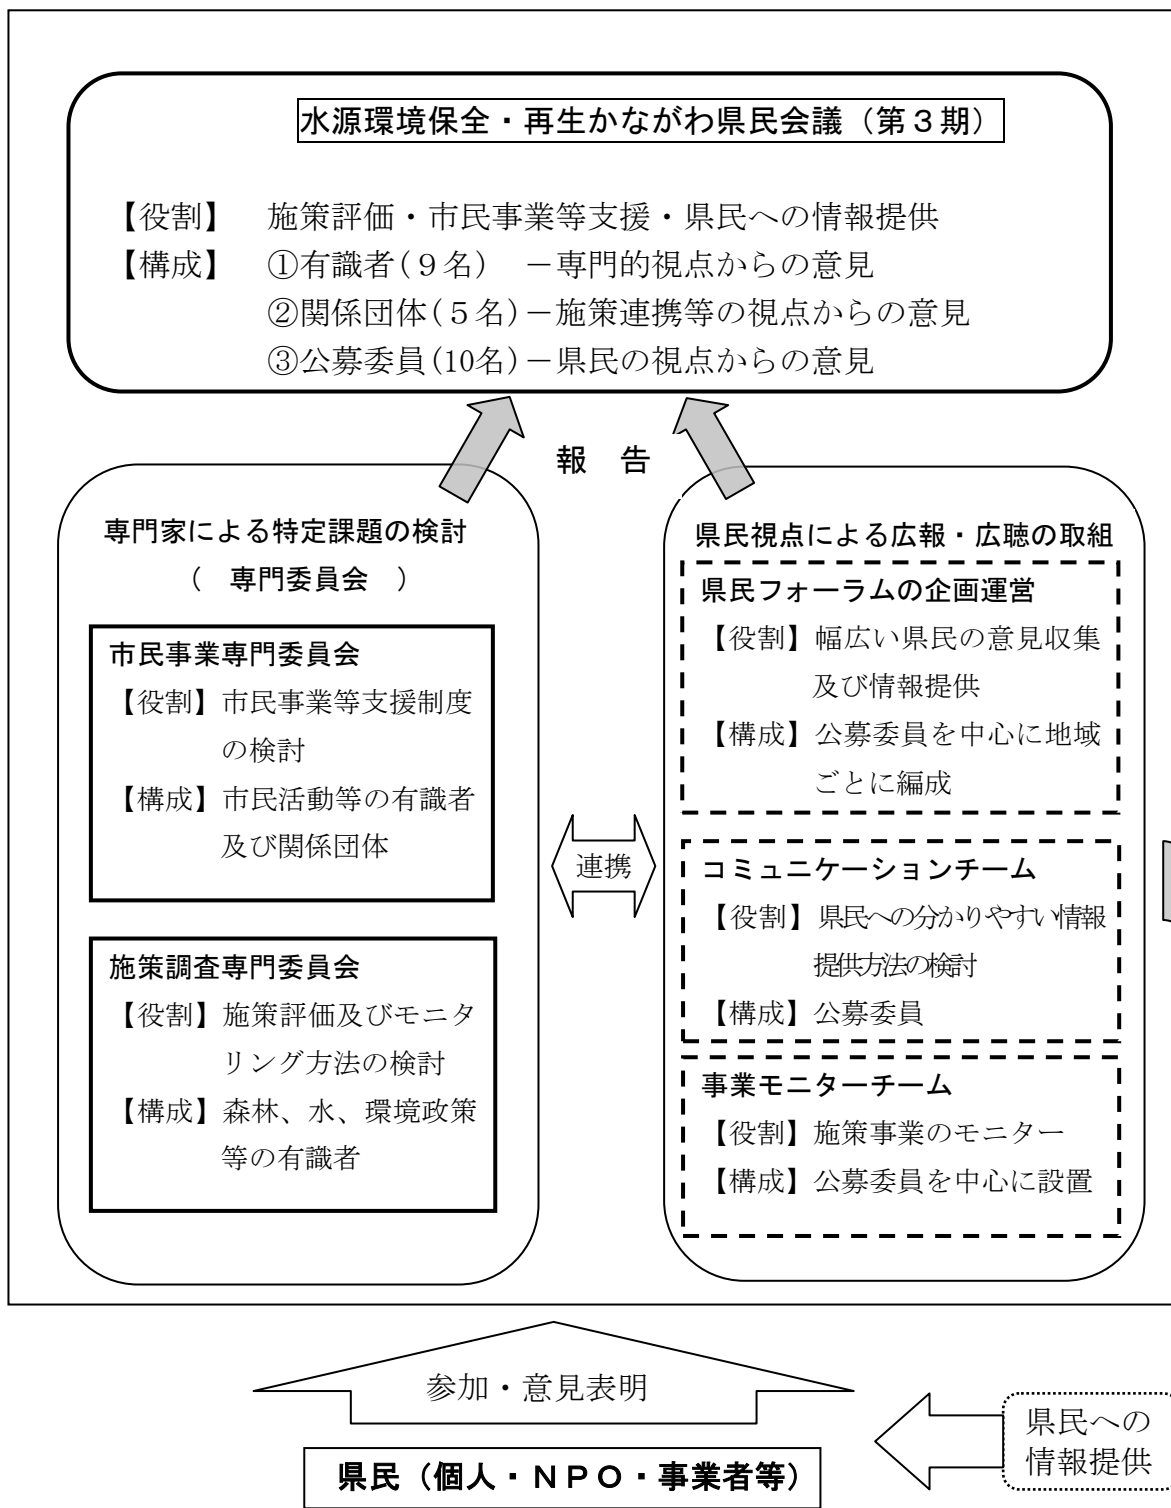 水源環境保全・再生かながわ県民会議（第３期）
【役割】　施策評価・市民事業等支援・県民への情報提供
【構成】　①有識者(９名)　－専門的視点からの意見
②関係団体(５名)－施策連携等の視点からの意見
③公募委員(10名)－県民の視点からの意見
報　告
専門家による特定課題の検討
（　専門委員会　）
市民事業専門委員会
【役割】市民事業等支援制度
の検討
【構成】市民活動等の有識者
及び関係団体
施策調査専門委員会
【役割】施策評価及びモニタ
リング方法の検討
【構成】森林、水、環境政策
等の有識者
連携
県民視点による広報・広聴の取組
県民フォーラムの企画運営
【役割】幅広い県民の意見収集
及び情報提供
【構成】公募委員を中心に地域
ごとに編成
コミュニケーションチーム
【役割】県民への分かりやすい情報
提供方法の検討
【構成】公募委員
事業モニターチーム
【役割】施策事業のモニター
【構成】公募委員を中心に設置
参加・意見表明
県民（個人・ＮＰＯ・事業者等）
県民への
情報提供